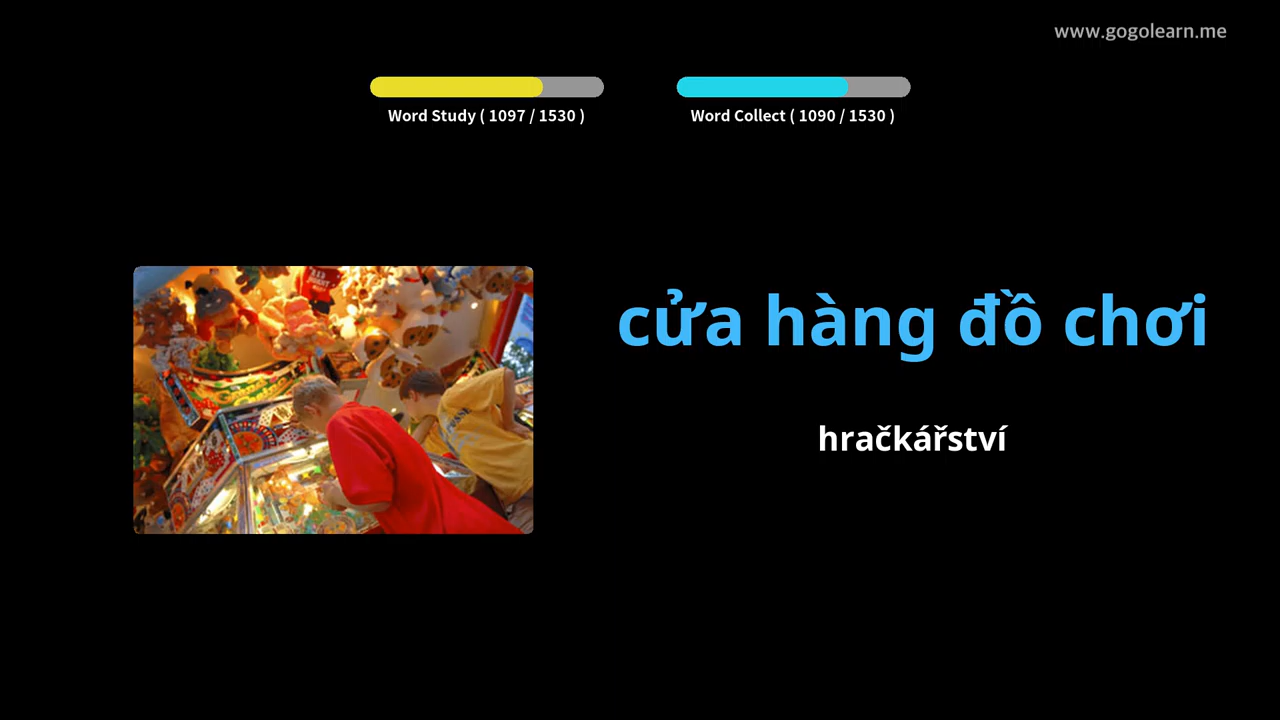 www.gogolearn.me
Word Study ( 1097 / 1530 )
Word Collect ( 1090 / 1530 )
cửa hàng đồ chơi
hračkářství